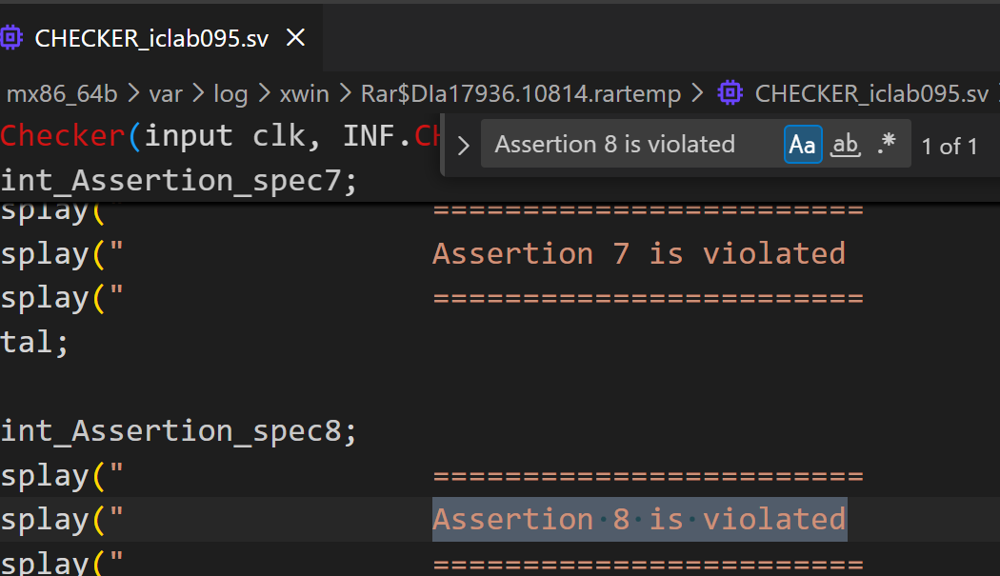 CHECKER_iclab095.sv
mx86_64b > var > log > xwin > Rar$DIa17936.10814.rartemp > CHECKER_iclab095.sv
Checker(input clk, INF.CH
Assertion 8 is violated Aa ab .* 1 of 1
int_Assertion_spec7;
splay(" ========================
splay(" Assertion 7 is violated
splay(" ========================
tal;
int_Assertion_spec8;
splay(" ========================
splay(" Assertion 8 is violated
splay(" ========================